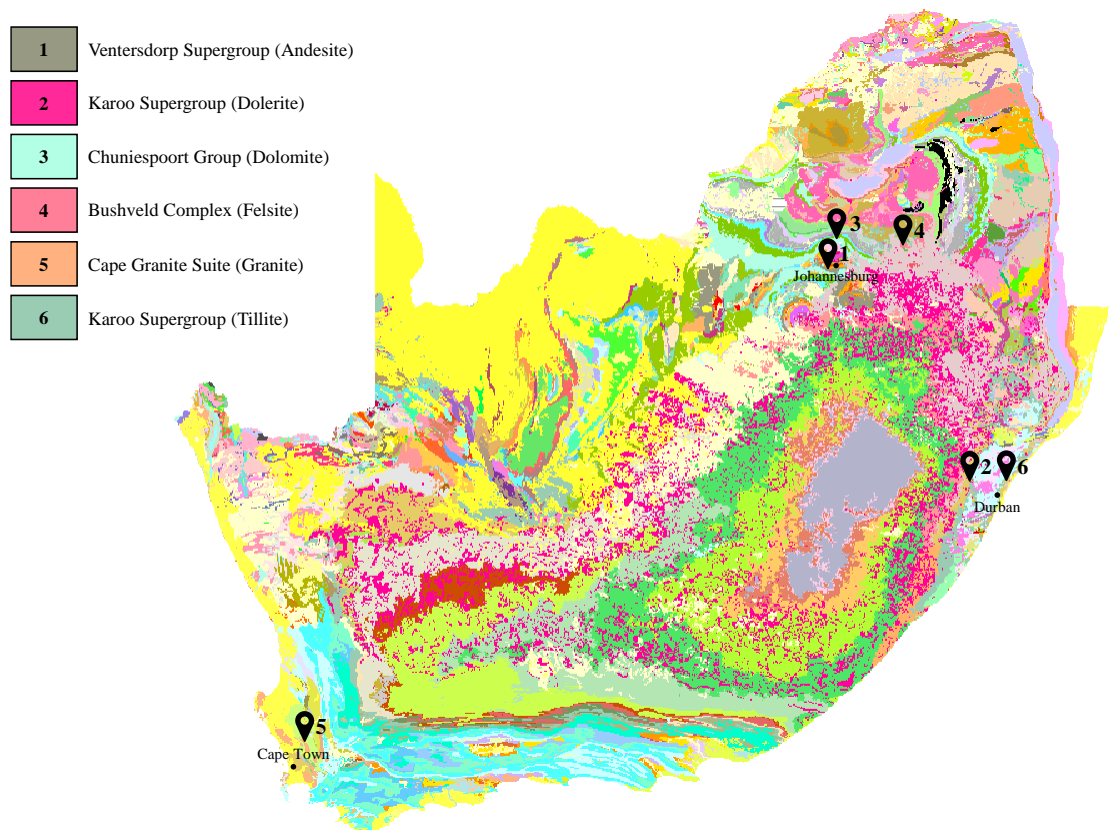 1 Ventersdorp Supergroup (Andesite)
2 Karoo Supergroup (Dolerite)
3 Chuniespoort Group (Dolomite)
4 Bushveld Complex (Felsite)
5 Cape Granite Suite (Granite)
6 Karoo Supergroup (Tillite)
3
4
1
Johannesburg
2
6
Durban
5
Cape Town